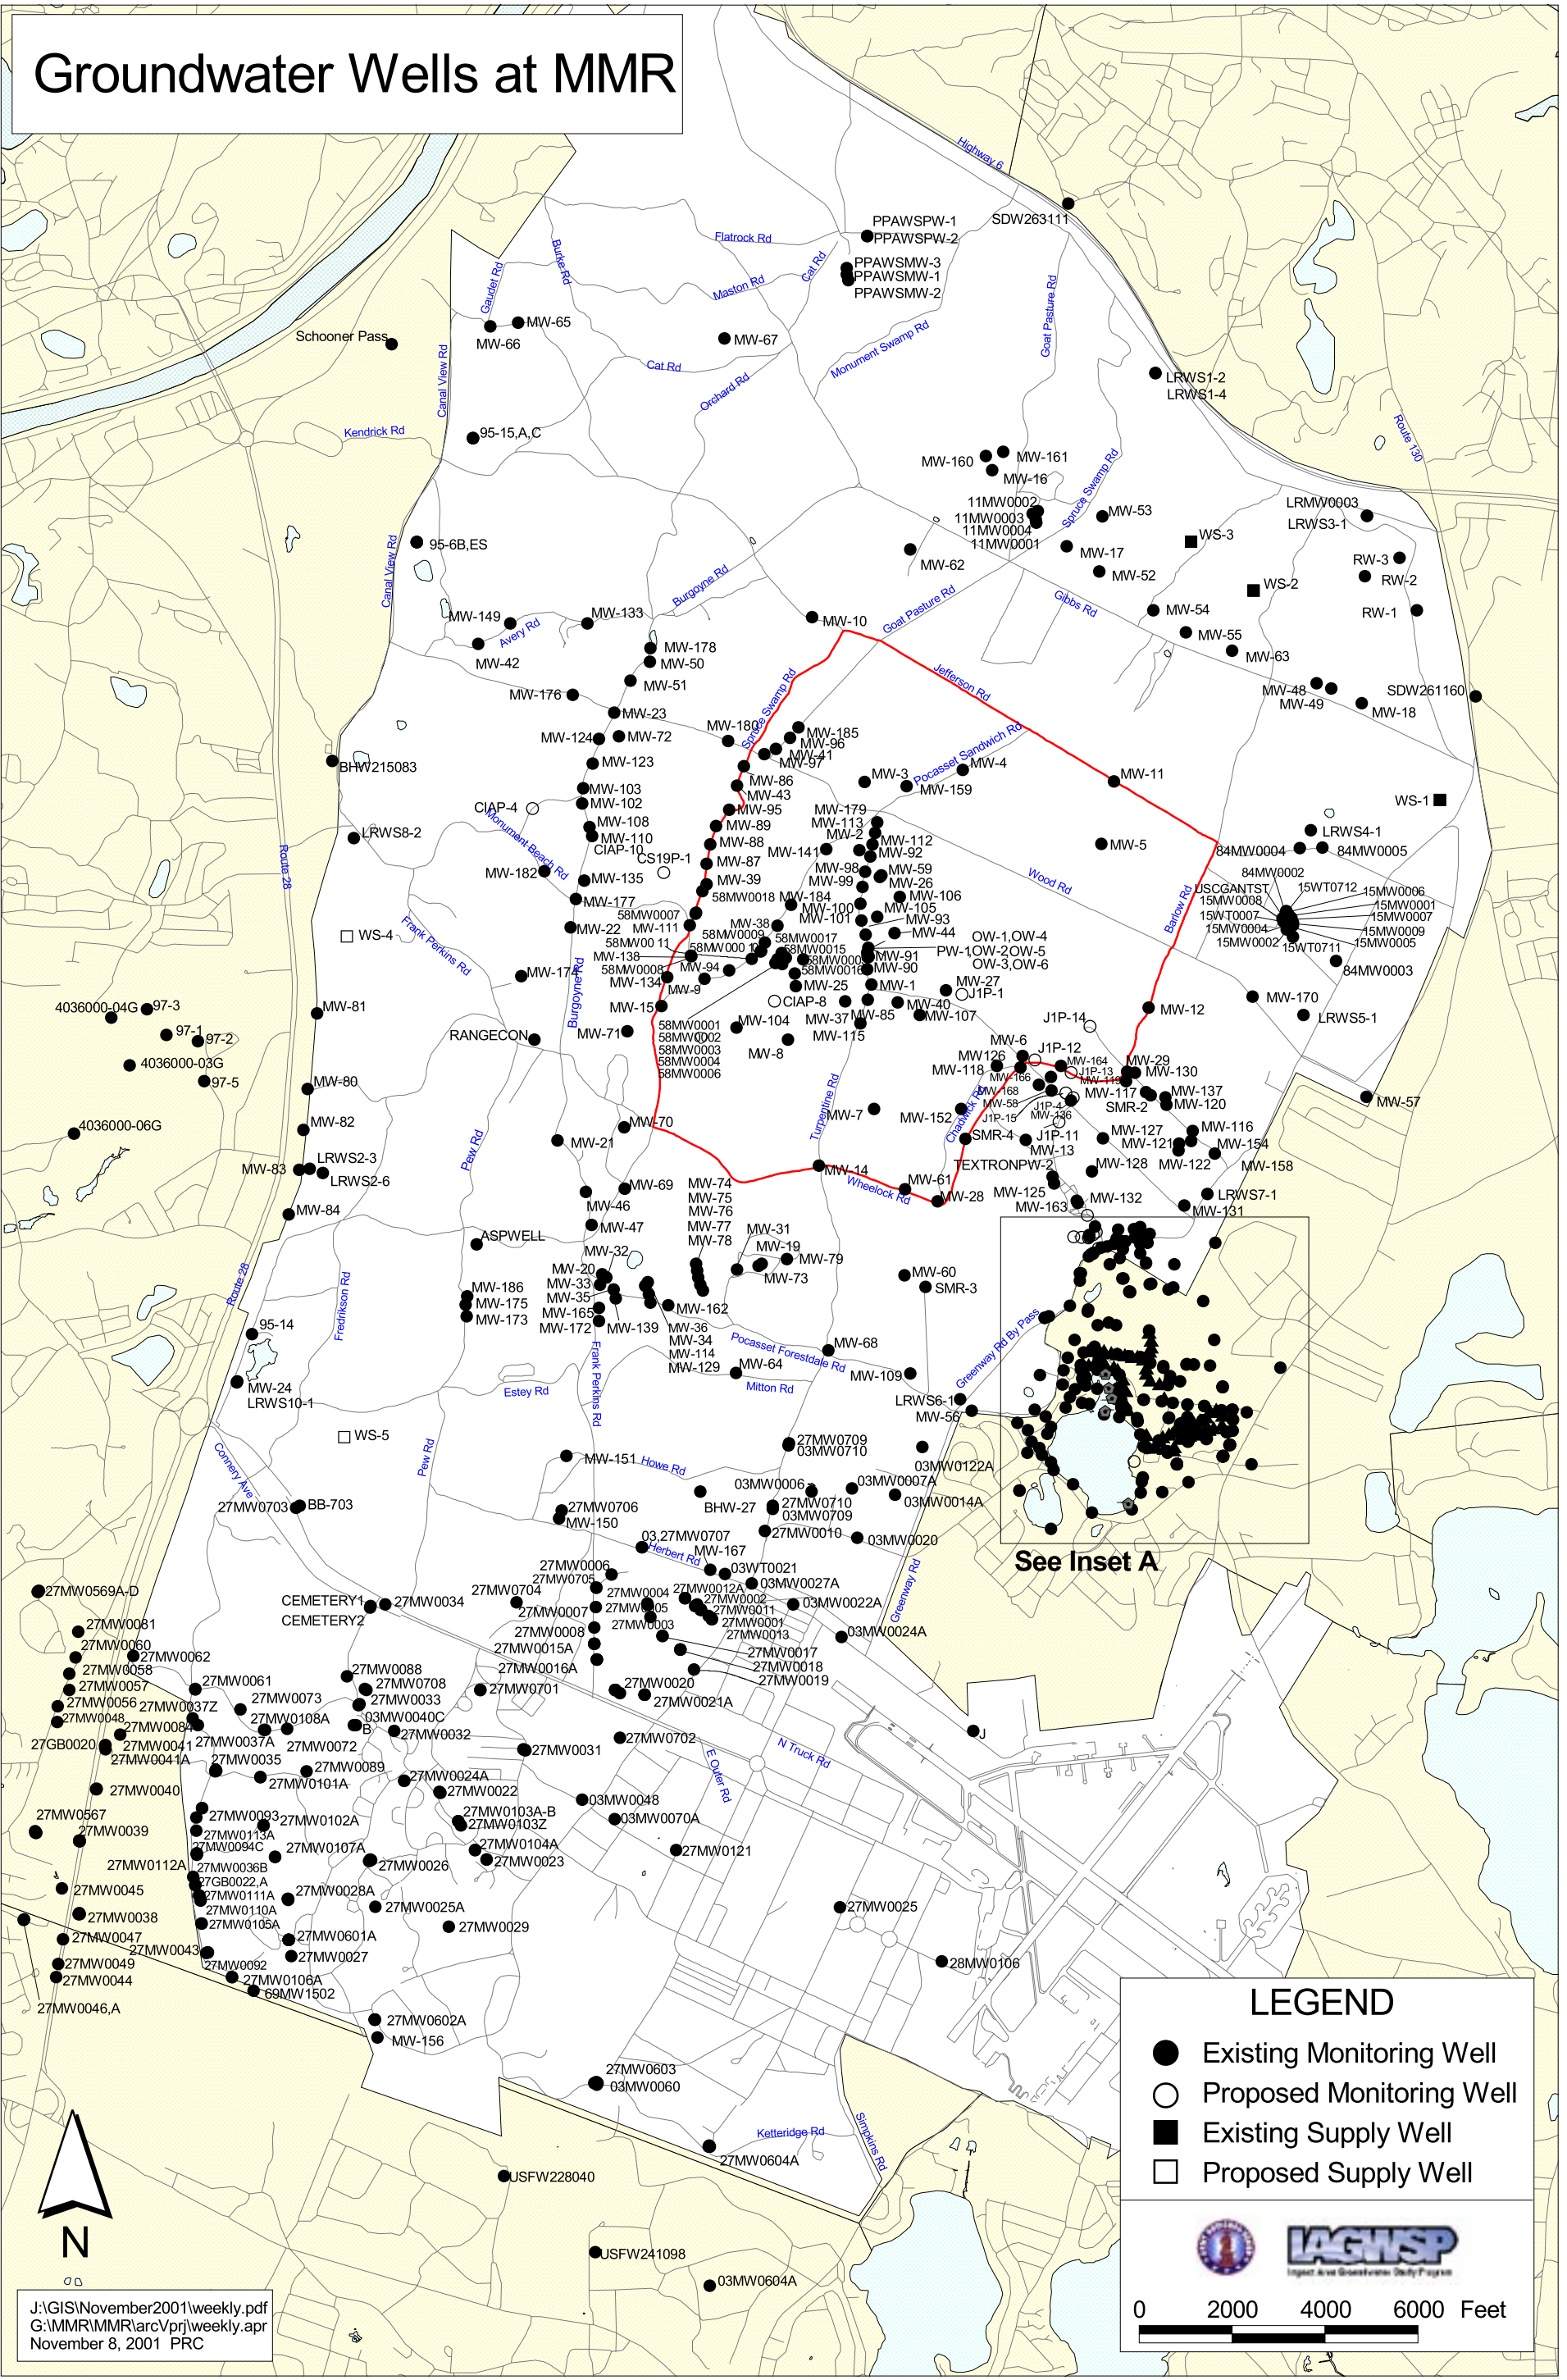 Groundwater Wells at MMR
Highway 6
SDW263111
PPAWSPW-1
PPAWSPW-2
Flatrock Rd
Burke Rd
Gaudet Rd
Cat Rd
Maston Rd
PPAWSMW-3
PPAWSMW-1
PPAWSMW-2
Goat Pasture Rd
Schooner Pass
MW-65
MW-66
MW-67
Monument Swamp Rd
Canal View Rd
Cat Rd
Orchard Rd
LRWS1-2
LRWS1-4
Route 130
Kendrick Rd
95-15,A,C
MW-160
MW-161
MW-16
Spruce Swamp Rd
11MW0002
11MW0003
11MW0004
11MW0001
MW-53
LRMW0003
LRWS3-1
WS-3
95-6B,ES
Canal View Rd
MW-62
MW-17
MW-52
RW-3
RW-2
WS-2
RW-1
Burgoyne Rd
Goat Pasture Rd
Gibbs Rd
MW-149
MW-133
Avery Rd
MW-10
MW-54
MW-55
MW-63
MW-42
MW-178
MW-50
MW-51
Jefferson Rd
Spruce Swamp Rd
MW-176
MW-23
MW-48
MW-49
MW-18
SDW261160
MW-124
MW-72
MW-180
MW-185
MW-96
MW-41
MW-97
Pocasset Sandwich Rd
BHW215083
MW-123
MW-86
MW-43
MW-3
MW-159
MW-4
MW-11
MW-103
MW-102
CIAP-4
Monument Beach Rd
MW-95
MW-89
MW-88
MW-87
MW-39
WS-1
LRWS8-2
MW-108
MW-110
CIAP-10
CS19P-1
MW-179
MW-113
MW-2
MW-112
MW-141
MW-92
MW-5
LRWS4-1
84MW0004
84MW0005
Route 28
MW-182
MW-135
MW-177
58MW0018
MW-98
MW-99
MW-59
MW-26
MW-106
Wood Rd
84MW0002
USCGANTST
15WT0712
15MW0006
15MW0008
15MW0001
15WT0007
15MW0007
15MW0004
15MW0009
15MW0002
15WT0711
15MW0005
84MW0003
Barlow Rd
WS-4
Frank Perkins Rd
MW-22
58MW0007
MW-111
MW-184
MW-100
MW-101
MW-105
MW-93
MW-44
MW-38
58MW0009
58MW0017
58MW0015
58MW0016
MW-138
58MW0008
MW-134
MW-94
MW-9
MW-25
OW-1,OW-4
PW-1,OW-2,OW-5
OW-3,OW-6
MW-91
MW-90
MW-1
MW-27
J1P-1
MW-174
Burgoyne Rd
MW-15
CIAP-8
MW-37
MW-85
MW-40
MW-107
MW-115
MW-170
LRWS5-1
MW-12
J1P-14
4036000-04G
97-3
97-1
97-2
4036000-03G
97-5
4036000-06G
MW-81
RANGECON
MW-71
58MW0001
58MW0002
58MW0003
58MW0004
58MW0006
MW-104
MW-8
MW-6
J1P-12
MW-164
MW126
MW-118
MW-166
J1P-13
MW-119
MW-29
MW-130
MW-168
MW-58
J1P-4
MW-117
SMR-2
MW-137
MW-120
MW-57
J1P-15
MW-136
MW-80
MW-82
MW-83
LRWS2-3
LRWS2-6
MW-84
Pew Rd
MW-21
MW-70
Turpentine Rd
MW-7
MW-152
Chadwick Rd
SMR-4
J1P-11
MW-13
MW-127
MW-116
MW-121
MW-154
MW-122
MW-158
TEXTRONPW-2
MW-128
MW-14
Wheelock Rd
MW-61
MW-28
MW-125
MW-163
MW-132
LRWS7-1
MW-131
MW-69
MW-46
MW-47
MW-74
MW-75
MW-76
MW-77
MW-78
ASPWELL
MW-32
MW-20
MW-33
MW-35
MW-165
MW-172
MW-139
MW-31
MW-19
MW-79
MW-73
MW-60
SMR-3
MW-186
MW-175
MW-173
Route 28
Fredrikson Rd
MW-162
MW-36
MW-34
MW-114
MW-129
95-14
MW-24
LRWS10-1
Frank Perkins Rd
Pocasset Forestdale Rd
MW-68
MW-64
Mitton Rd
MW-109
Greenway Rd By Pass
LRWS6-1
MW-56
Estey Rd
WS-5
Connery Ave
Pew Rd
MW-151
Howe Rd
27MW0709
03MW0710
03MW0122A
03MW0006
03MW0007A
03MW0014A
BHW-27
27MW0710
03MW0709
27MW0010
03MW0020
27MW0703
BB-703
27MW0706
MW-150
03,27MW0707
Herbert Rd
MW-167
03WT0021
03MW0027A
See Inset A
Greenway Rd
27MW0569A-D
27MW0081
27MW0060
27MW0058
27MW0057
27MW0056
27MW0048
27MW0062
CEMETERY1
CEMETERY2
27MW0034
27MW0006
27MW0705
27MW0704
27MW0007
27MW0008
27MW0015A
27MW0016A
27MW0004
27MW0003
27MW0012A
27MW0002
27MW0011
27MW0001
27MW0013
27MW0017
27MW0018
27MW0019
03MW0022A
03MW0024A
27MW0061
27MW0088
27MW0708
27MW0033
03MW0040C
B
27MW0701
27MW0020
27MW0021A
27MW0037Z
27MW0073
27MW0108A
27MW0037A
27MW0072
27MW0032
27MW0084
27GB0020
27MW0041
27MW0041A
27MW0035
27MW0101A
27MW0089
27MW0031
27MW0702
E Outer Rd
N Truck Rd
J
27MW0040
27MW0024A
27MW0022
03MW0048
03MW0070A
27MW0567
27MW0039
27MW0093
27MW0102A
27MW0113A
27MW0094C
27MW0103A-B
27MW0103Z
27MW0104A
27MW0023
27MW0121
27MW0112A
27MW0107A
27MW0026
27MW0036B
27GB0022,A
27MW0111A
27MW0110A
27MW0105A
27MW0028A
27MW0025A
27MW0029
27MW0025
28MW0106
27MW0045
27MW0038
27MW0047
27MW0049
27MW0044
27MW0046,A
27MW0043
27MW0092
27MW0106A
69MW1502
27MW0601A
27MW0027
27MW0602A
MW-156
27MW0603
03MW0060
Ketteridge Rd
27MW0604A
Simpkins Rd
USFW228040
USFW241098
03MW0604A
N
J:\GIS\November2001\weekly.pdf
G:\MMR\MMR\arcVprj\weekly.apr
November 8, 2001 PRC
LEGEND
Existing Monitoring Well
Proposed Monitoring Well
Existing Supply Well
Proposed Supply Well
IAGWSP
Impact Area Groundwater Study Program
0 2000 4000 6000 Feet